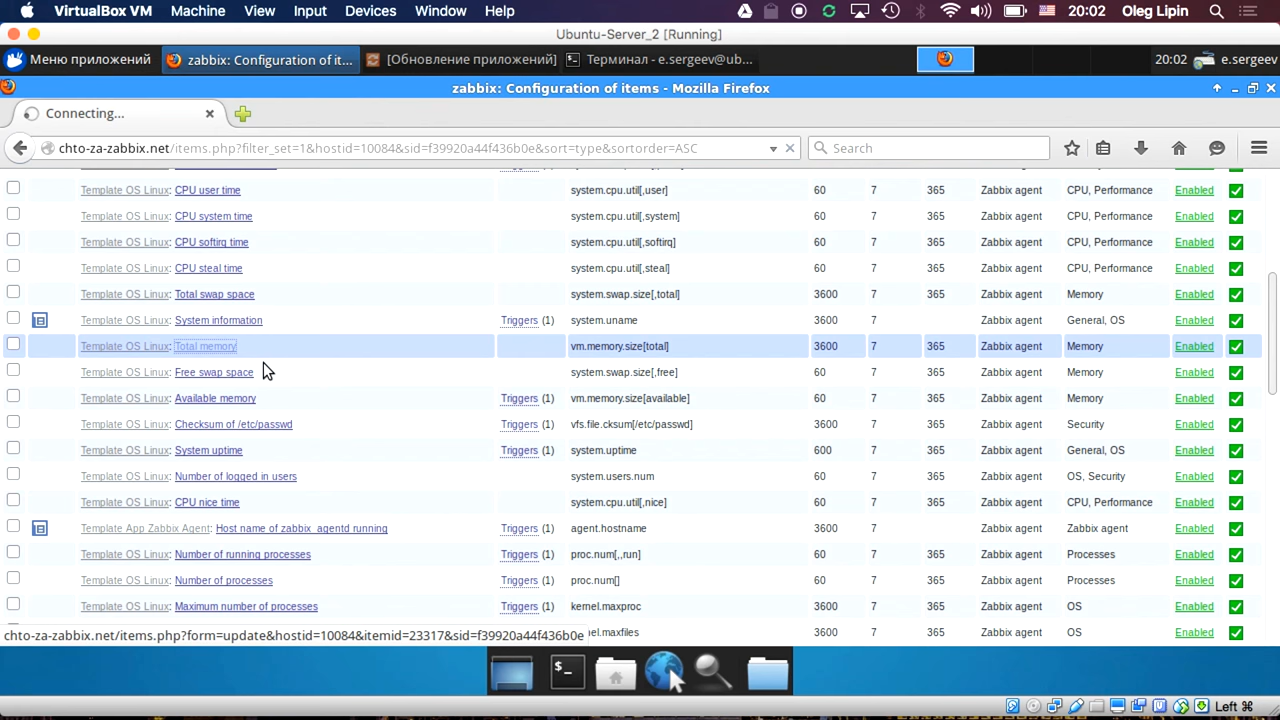 VirtualBox VM Machine View Input Devices Window Help 20:02 Oleg Lipin
Ubuntu-Server_2 [Running]
Меню приложений zabbix: Configuration of it... [Обновление приложений] Терминал - e.sergeev@ub... 20:02 e.sergeev
zabbix: Configuration of items - Mozilla Firefox
Connecting...
chto-za-zabbix.net/items.php?filter_set=1&hostid=10084&sid=f39920a44f436b0e&sort=type&sortorder=ASC Search
Template OS Linux: CPU user time system.cpu.util[,user] 60 7 365 Zabbix agent CPU, Performance Enabled
Template OS Linux: CPU system time system.cpu.util[,system] 60 7 365 Zabbix agent CPU, Performance Enabled
Template OS Linux: CPU softirq time system.cpu.util[,softirq] 60 7 365 Zabbix agent CPU, Performance Enabled
Template OS Linux: CPU steal time system.cpu.util[,steal] 60 7 365 Zabbix agent CPU, Performance Enabled
Template OS Linux: Total swap space system.swap.size[,total] 3600 7 365 Zabbix agent Memory Enabled
Template OS Linux: System information Triggers (1) system.uname 3600 7 Zabbix agent General, OS Enabled
Template OS Linux: Total memory vm.memory.size[total] 3600 7 365 Zabbix agent Memory Enabled
Template OS Linux: Free swap space system.swap.size[,free] 60 7 365 Zabbix agent Memory Enabled
Template OS Linux: Available memory Triggers (1) vm.memory.size[available] 60 7 365 Zabbix agent Memory Enabled
Template OS Linux: Checksum of /etc/passwd Triggers (1) vfs.file.cksum[/etc/passwd] 3600 7 365 Zabbix agent Security Enabled
Template OS Linux: System uptime Triggers (1) system.uptime 600 7 365 Zabbix agent General, OS Enabled
Template OS Linux: Number of logged in users system.users.num 60 7 365 Zabbix agent OS, Security Enabled
Template OS Linux: CPU nice time system.cpu.util[,nice] 60 7 365 Zabbix agent CPU, Performance Enabled
Template App Zabbix Agent: Host name of zabbix_agentd running Triggers (1) agent.hostname 3600 7 Zabbix agent Zabbix agent Enabled
Template OS Linux: Number of running processes Triggers (1) proc.num[,,run] 60 7 365 Zabbix agent Processes Enabled
Template OS Linux: Number of processes Triggers (1) proc.num[] 60 7 365 Zabbix agent Processes Enabled
Template OS Linux: Maximum number of processes Triggers (1) kernel.maxproc 3600 7 365 Zabbix agent OS Enabled
chto-za-zabbix.net/items.php?form=update&hostid=10084&itemid=23317&sid=f39920a44f436b0e el.maxfiles 3600 7 365 Zabbix agent OS Enabled
Left ⌘